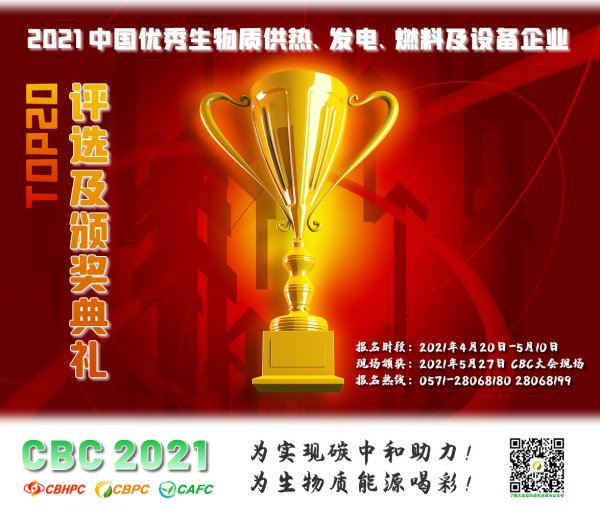 2021中国优秀生物质供热、发电、燃料及设备企业
TOP20
评选及颁奖典礼
报名时段：2021年4月20日-5月10日
现场颁奖：2021年5月27日 CBC大会现场
报名热线：0571-28068180 28068199
CBC 2021
CBHPC CBPC CAFC
为实现碳中和助力！
为生物质能源喝彩！